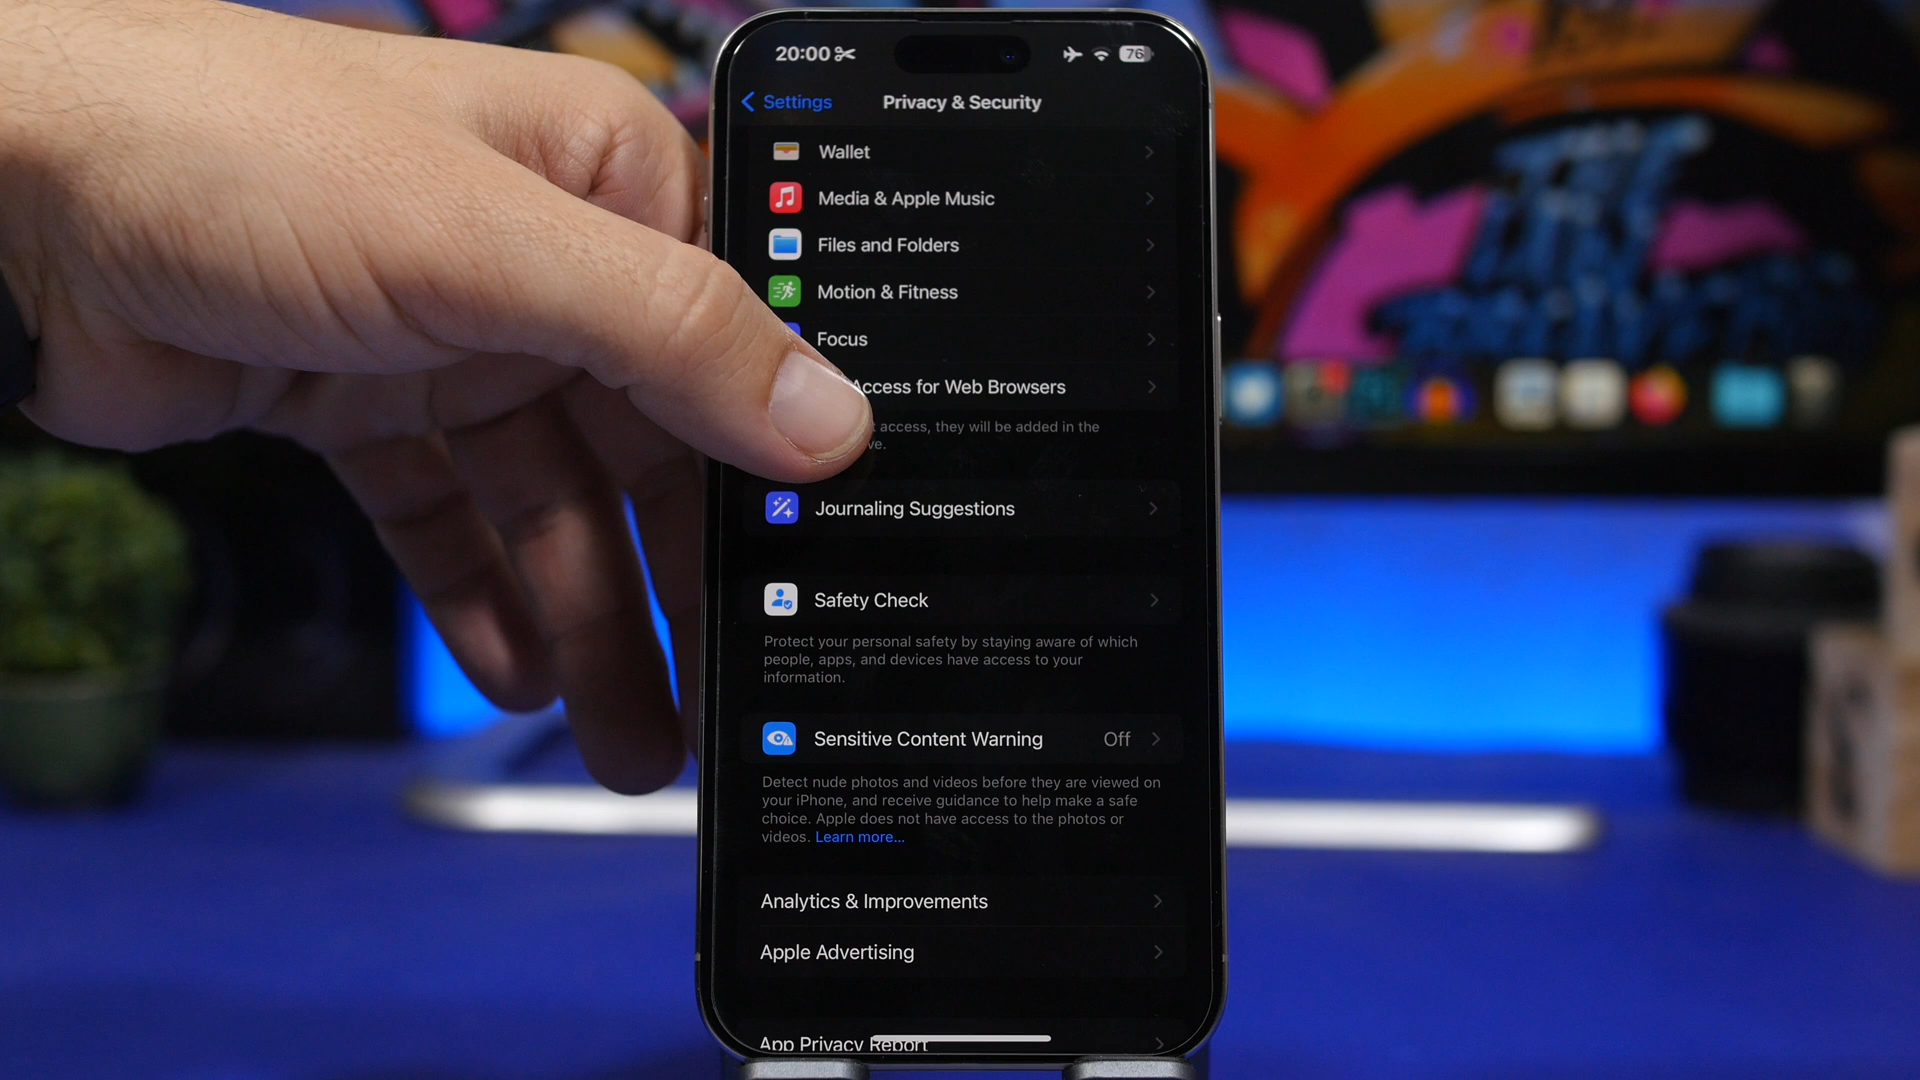 20:00
76
Settings
Privacy & Security
Wallet
Media & Apple Music
Files and Folders
Motion & Fitness
Focus
Access for Web Browsers
access, they will be added in the
Journaling Suggestions
Safety Check
Protect your personal safety by staying aware of which
people, apps, and devices have access to your
information.
Sensitive Content Warning
Off
Detect nude photos and videos before they are viewed on
your iPhone, and receive guidance to help make a safe
choice. Apple does not have access to the photos or
videos. Learn more...
Analytics & Improvements
Apple Advertising
App Privacy Report